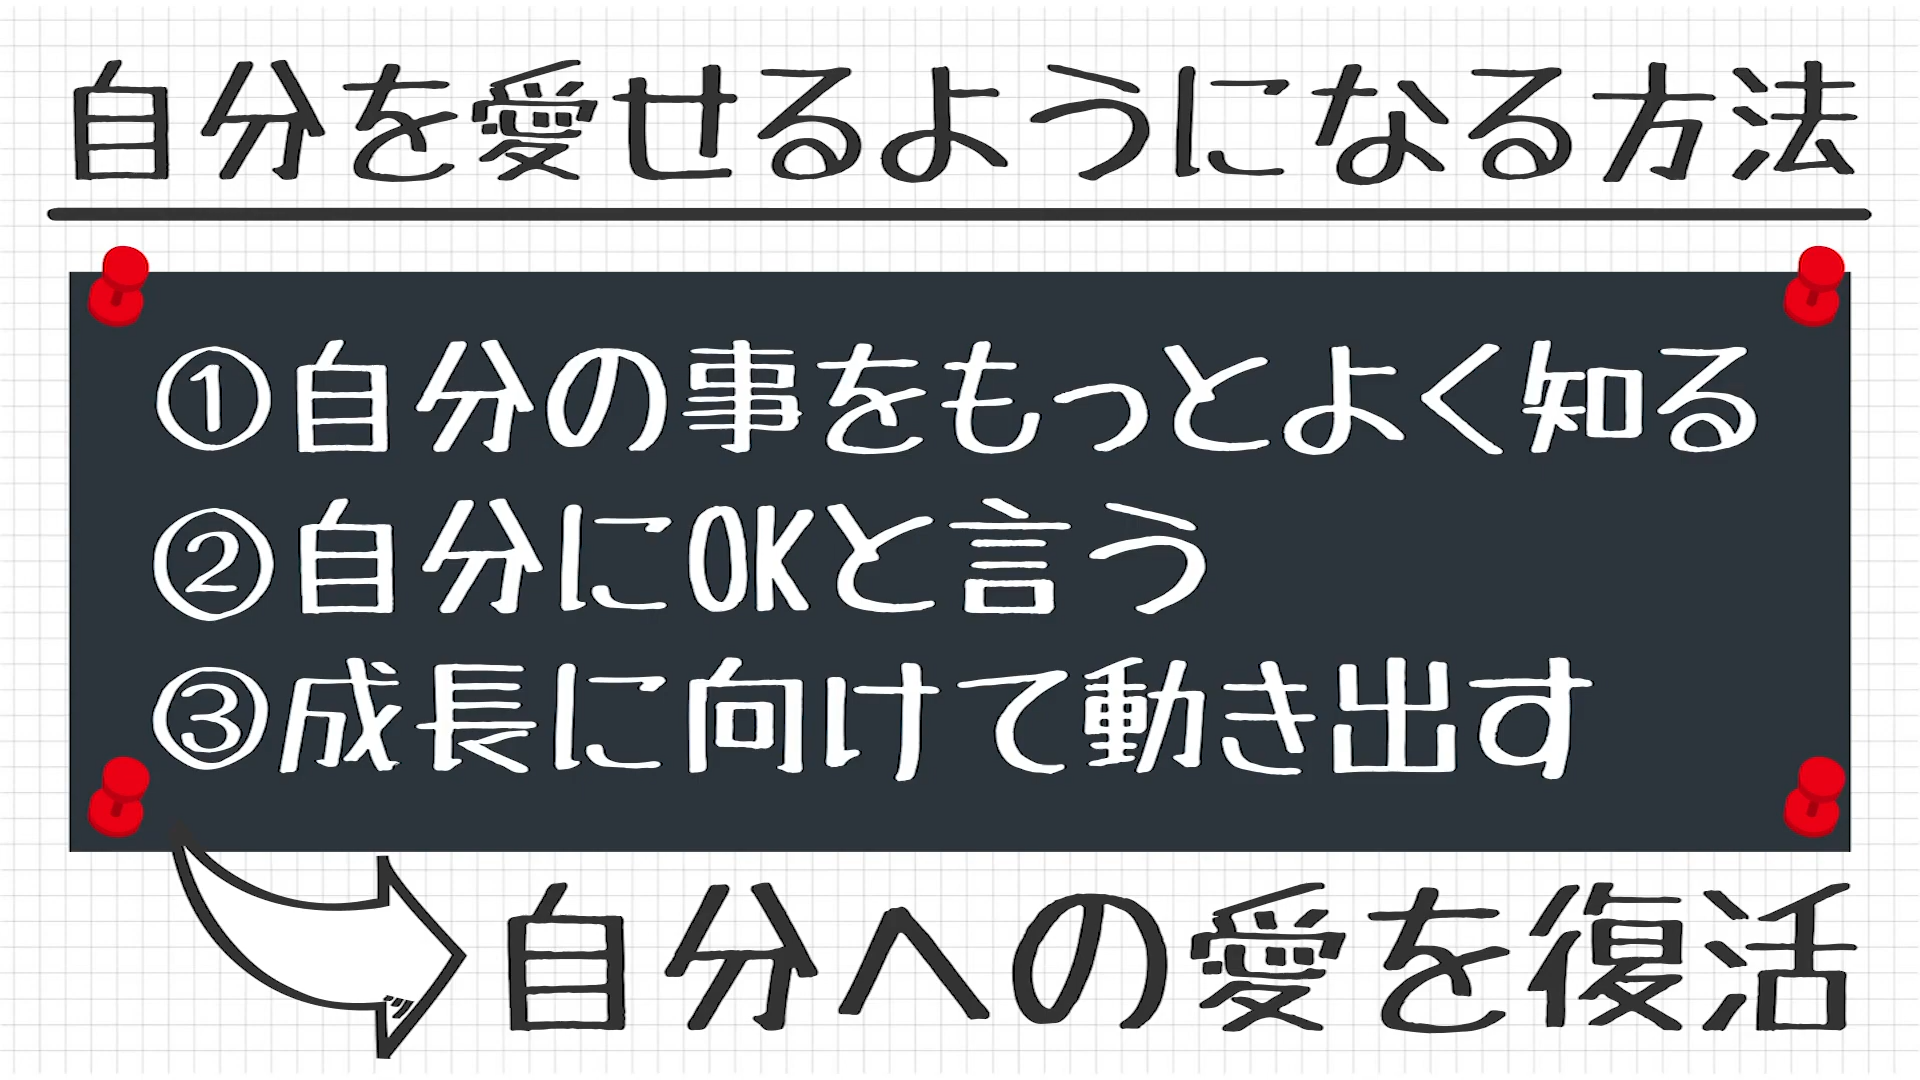 自分を愛せるようになる方法
①自分の事をもっとよく知る
②自分にOKと言う
③成長に向けて動き出す
自分への愛を復活